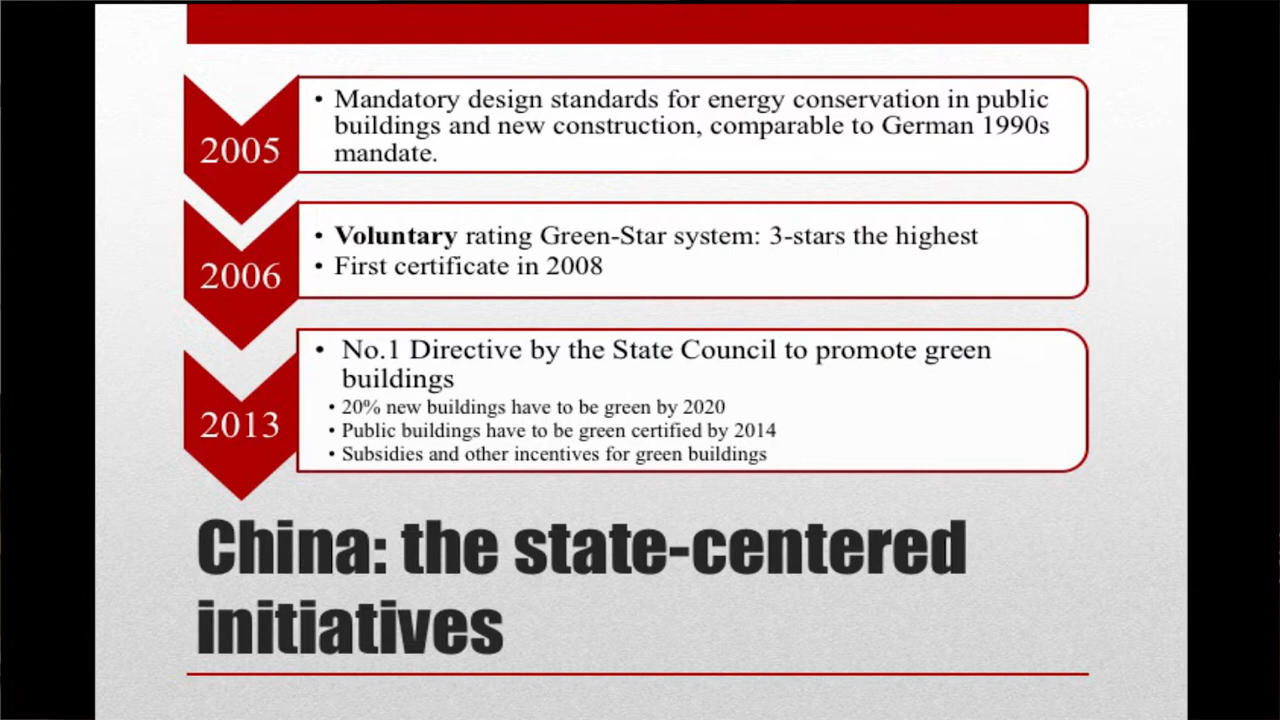 2005
• Mandatory design standards for energy conservation in public
buildings and new construction, comparable to German 1990s
mandate.
2006
• Voluntary rating Green-Star system: 3-stars the highest
• First certificate in 2008
2013
• No.1 Directive by the State Council to promote green
buildings
• 20% new buildings have to be green by 2020
• Public buildings have to be green certified by 2014
• Subsidies and other incentives for green buildings
China: the state-centered
initiatives